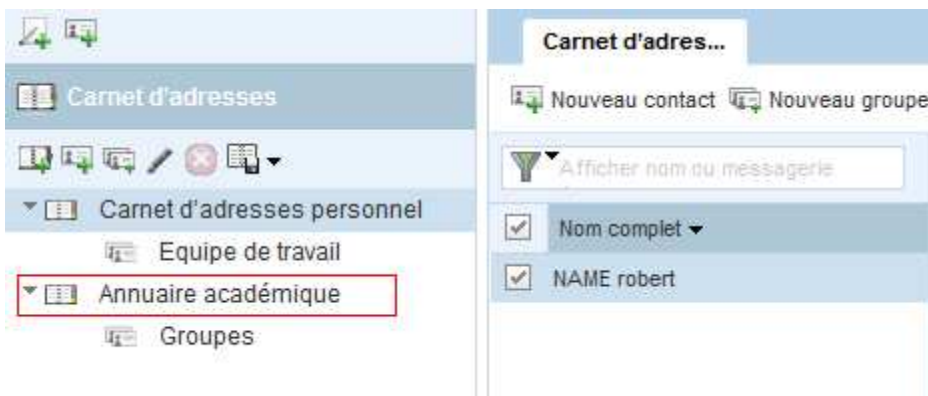 Carnet d'adresses
Carnet d'adresses personnel
Equipe de travail
Annuaire académique
Groupes
Carnet d'adres...
Nouveau contact Nouveau groupe
Afficher nom ou messagerie
Nom complet
NAME robert